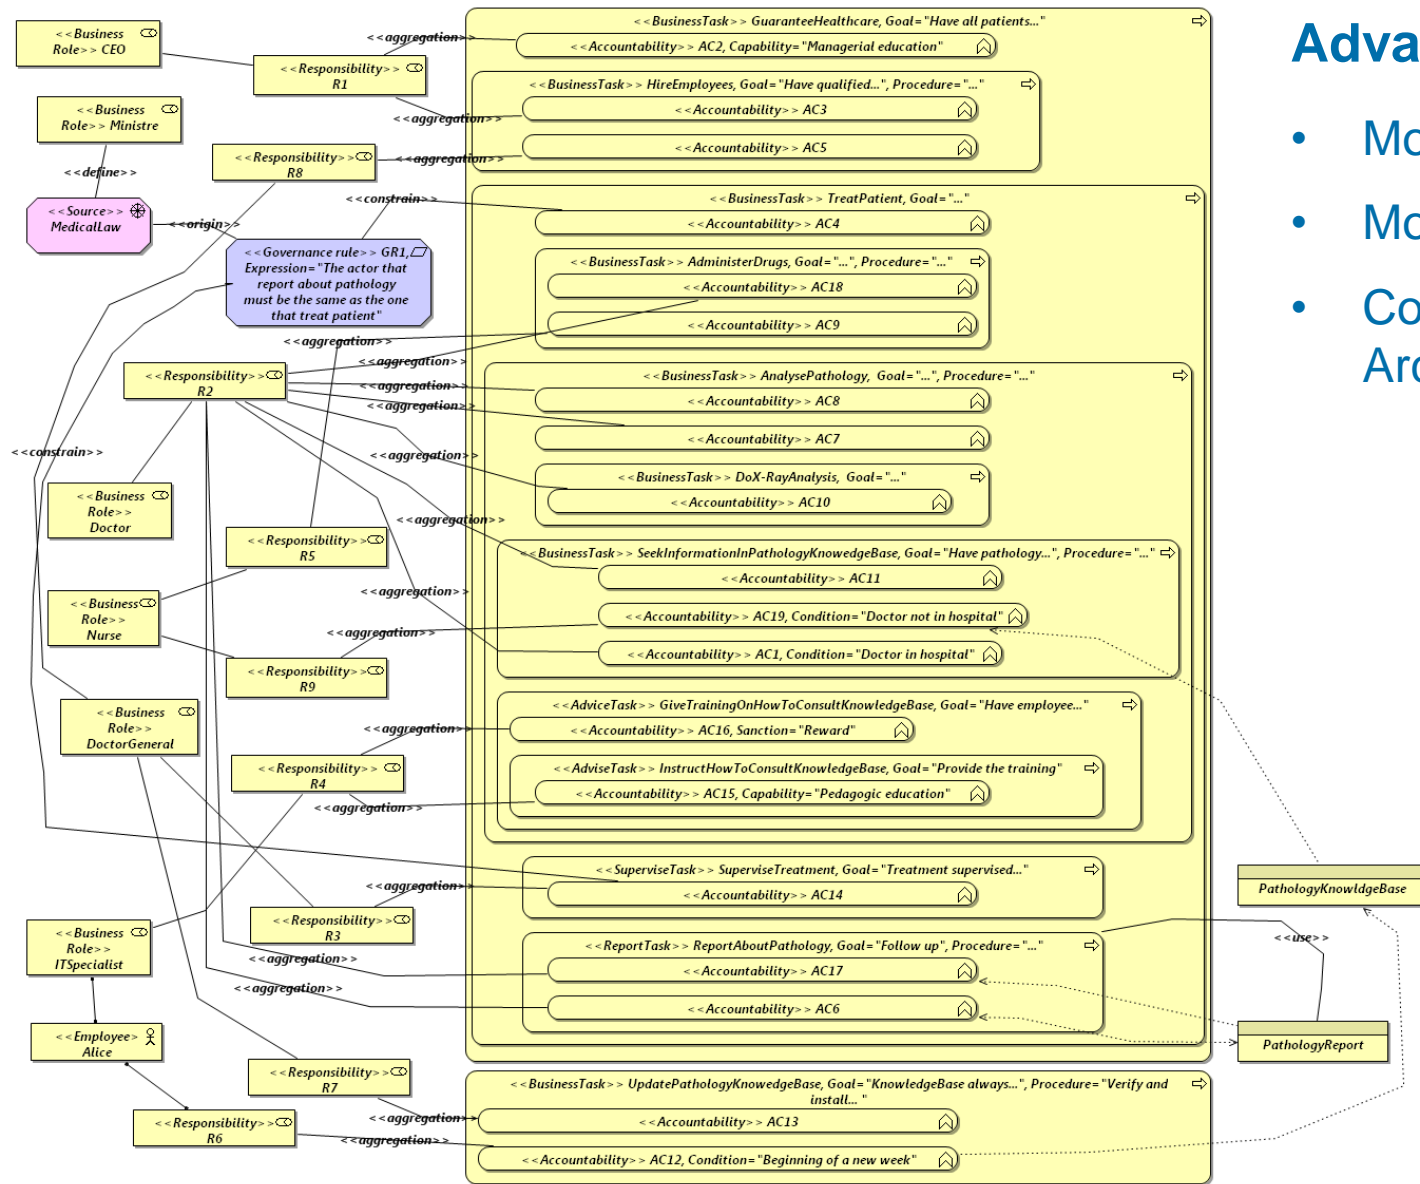 <<Business
Role>> CEO
<<Responsibility>>
R1
<<aggregation>>
<<aggregation>>
<<Business
Role>> Ministre
<<define>>
<<Source>>
MedicalLaw
<<origin>>
<<Responsibility>>
R8
<<aggregation>>
<<constrain>>
<<Governance rule>> GR1,
Expression="The actor that
report about pathology
must be the same as the one
that treat patient"
<<aggregation>>
<<aggregation>>
<<aggregation>>
<<aggregation>>
<<Responsibility>>
R2
<<constrain>>
<<aggregation>>
<<Business
Role>>
Doctor
<<aggregation>>
<<Responsibility>>
R5
<<aggregation>>
<<Business
Role>>
Nurse
<<aggregation>>
<<Responsibility>>
R9
<<Business
Role>>
DoctorGeneral
<<aggregation>>
<<Responsibility>>
R4
<<aggregation>>
<<aggregation>>
<<Responsibility>>
R3
<<Business
Role>>
ITSpecialist
<<aggregation>>
<<aggregation>>
<<Employee>
Alice
<<Responsibility>>
R7
<<aggregation>>
<<Responsibility>>
R6
<<aggregation>>
<<BusinessTask>> GuaranteeHealthcare, Goal="Have all patients..."
<<Accountability>> AC2, Capability="Managerial education"
<<BusinessTask>> HireEmployees, Goal="Have qualified...", Procedure="..."
<<Accountability>> AC3
<<Accountability>> AC5
<<BusinessTask>> TreatPatient, Goal="..."
<<Accountability>> AC4
<<BusinessTask>> AdministerDrugs, Goal="...", Procedure="..."
<<Accountability>> AC18
<<Accountability>> AC9
<<BusinessTask>> AnalysePathology, Goal="...", Procedure="..."
<<Accountability>> AC8
<<Accountability>> AC7
<<BusinessTask>> DoX-RayAnalysis, Goal="..."
<<Accountability>> AC10
<<BusinessTask>> SeekInformationInPathologyKnowedgeBase, Goal="Have pathology...", Procedure="..."
<<Accountability>> AC11
<<Accountability>> AC19, Condition="Doctor not in hospital"
<<Accountability>> AC1, Condition="Doctor in hospital"
<<AdviceTask>> GiveTrainingOnHowToConsultKnowledgeBase, Goal="Have employee..."
<<Accountability>> AC16, Sanction="Reward"
<<AdviseTask>> InstructHowToConsultKnowledgeBase, Goal="Provide the training"
<<Accountability>> AC15, Capability="Pedagogic education"
<<SuperviseTask>> SuperviseTreatment, Goal="Treatment supervised..."
<<Accountability>> AC14
<<ReportTask>> ReportAboutPathology, Goal="Follow up", Procedure="..."
<<Accountability>> AC17
<<Accountability>> AC6
<<BusinessTask>> UpdatePathologyKnowedgeBase, Goal="KnowledgeBase always...", Procedure="Verify and
install..."
<<Accountability>> AC13
<<Accountability>> AC12, Condition="Beginning of a new week"
PathologyKnowldgeBase
<<use>>
PathologyReport
Adva
• Mo
• Mo
• Co